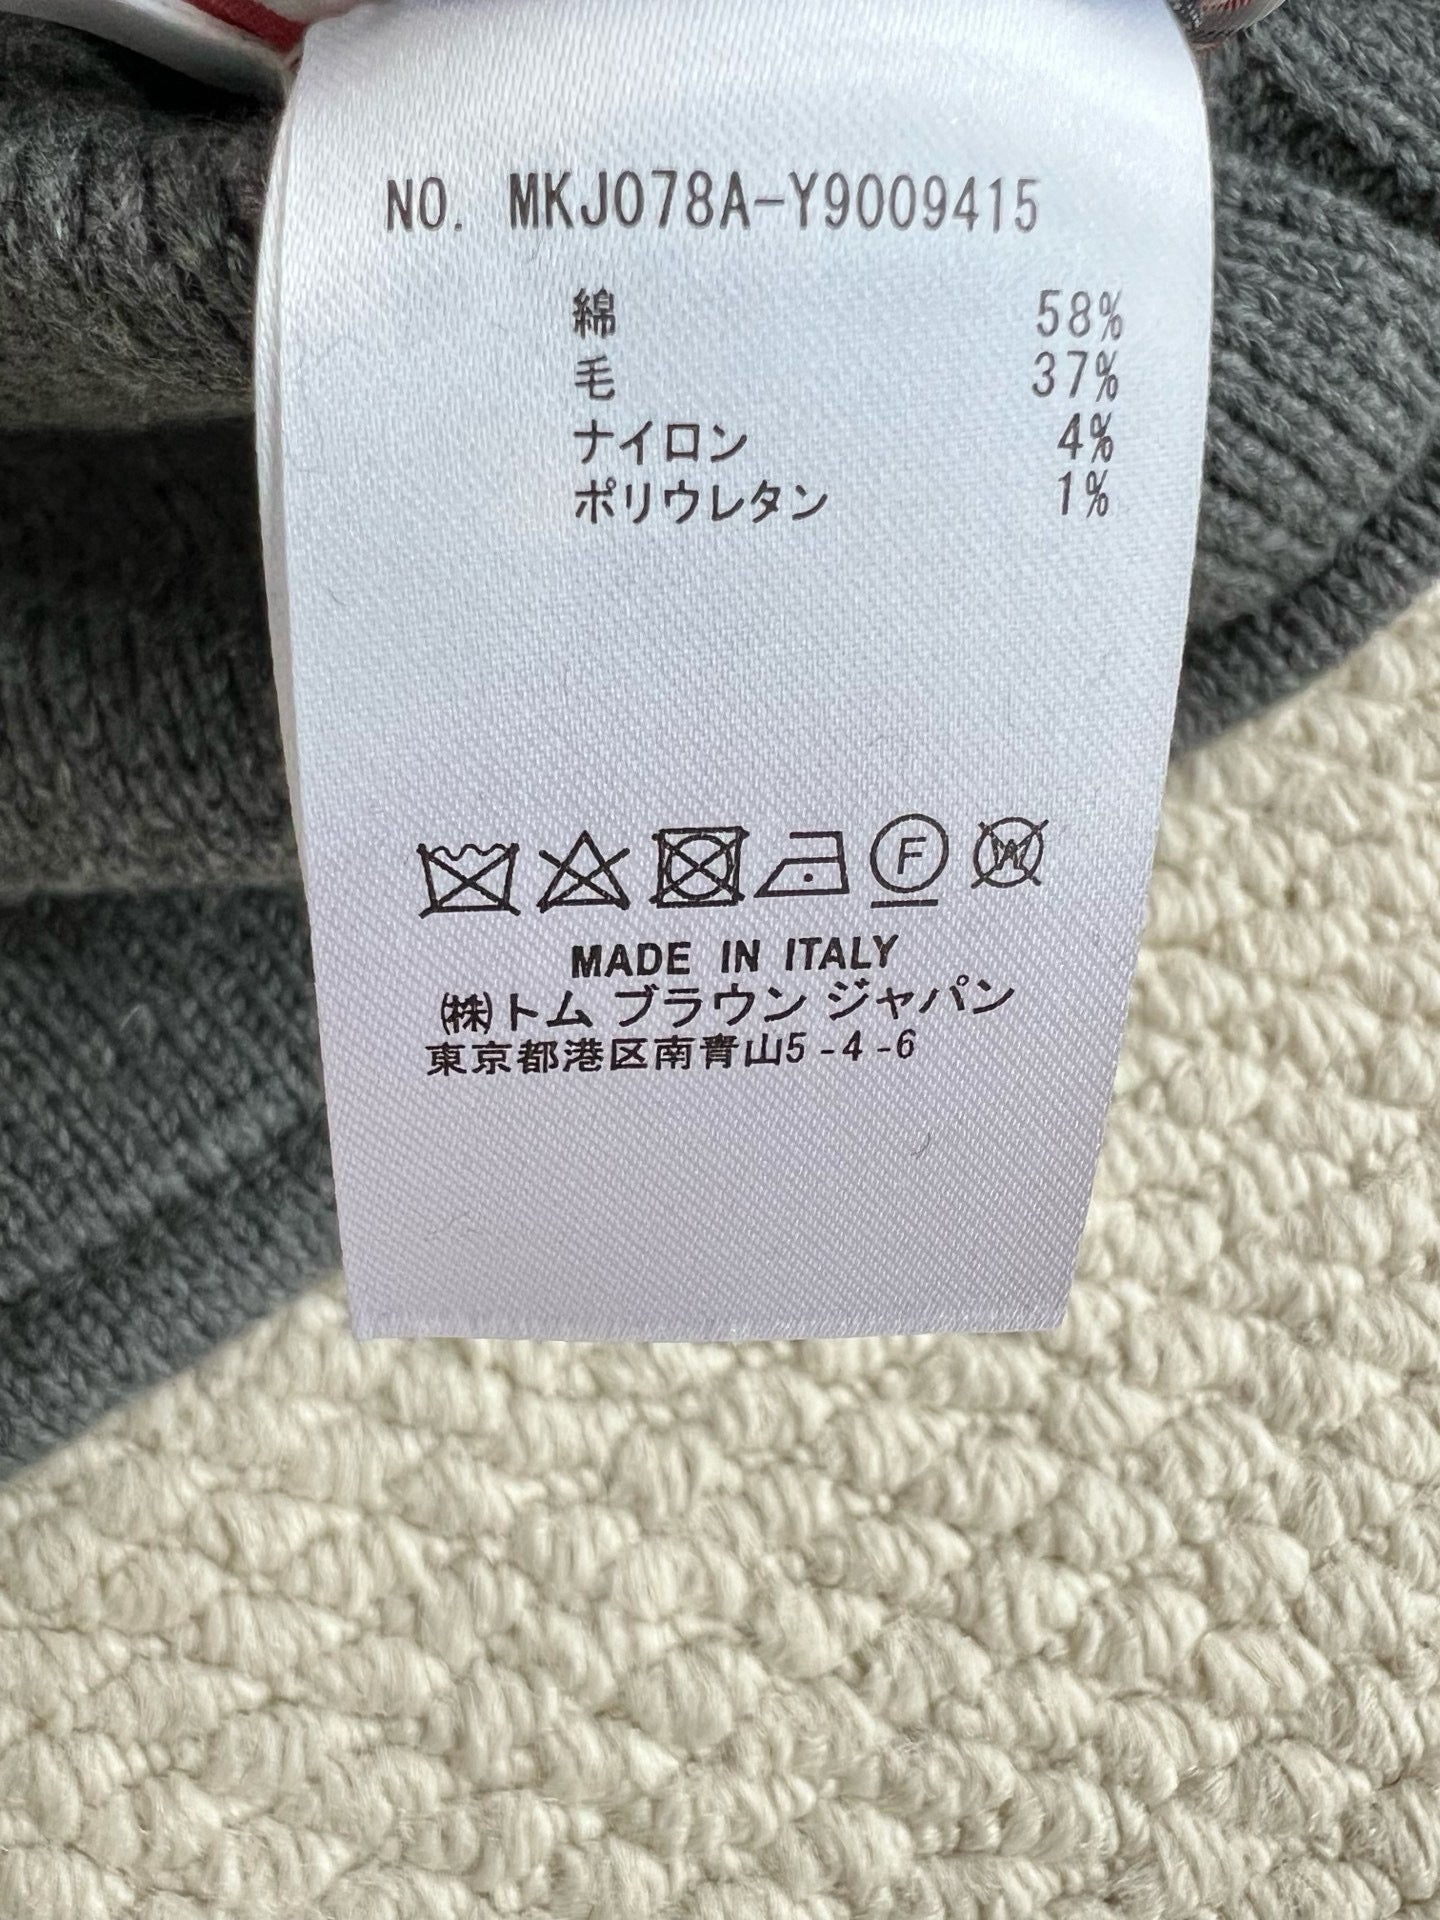 NO. MKJ078A-Y9009415
綿 58%
毛 37%
ナイロン 4%
ポリウレタン 1%
F W
MADE IN ITALY
㈱トム ブラウン ジャパン
東京都港区南青山5-4-6